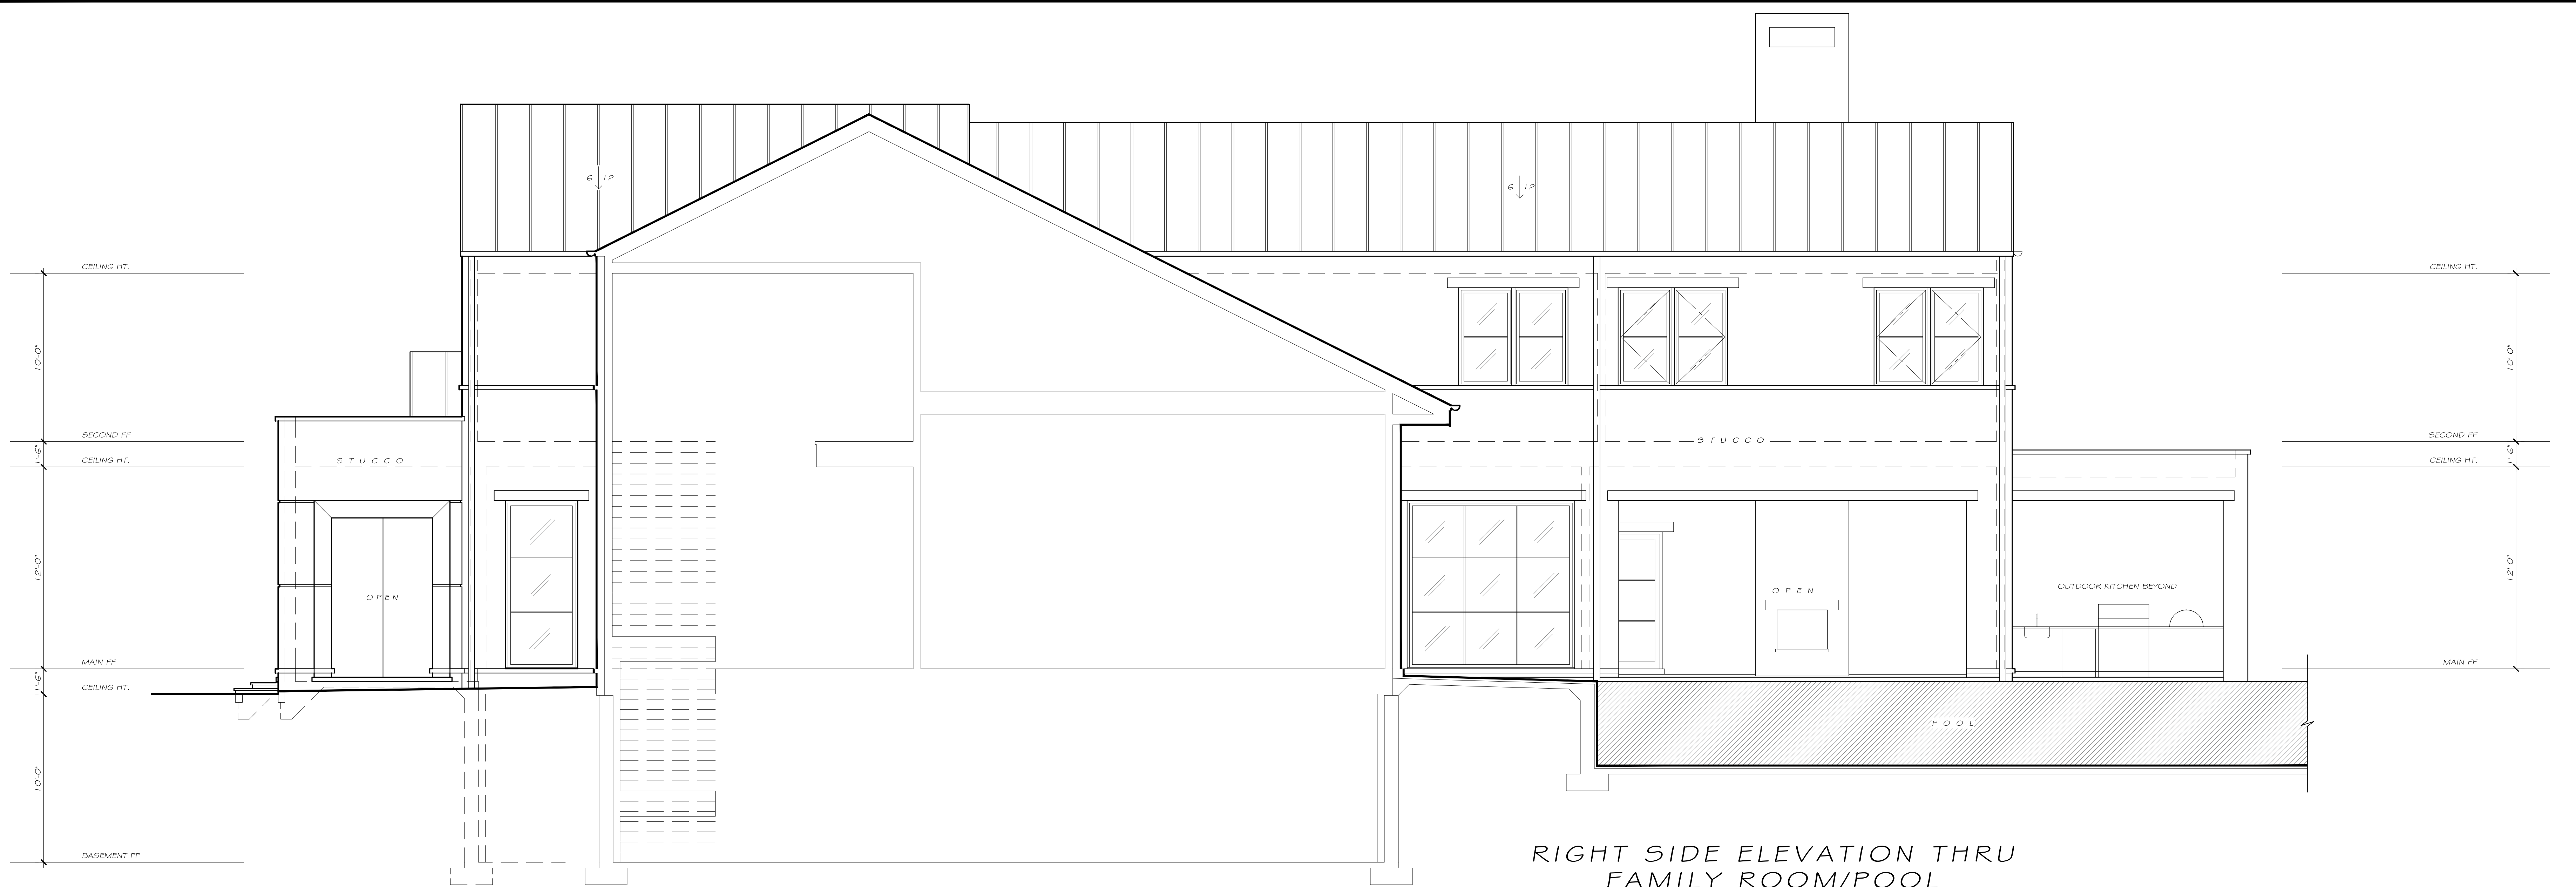 6 12
6 12
CEILING HT.
CEILING HT.
10'-0"
10'-0"
SECOND FF
SECOND FF
STUCCO
1'-6"
1'-6"
CEILING HT.
STUCCO
CEILING HT.
12'-0"
12'-0"
OPEN
OPEN
OUTDOOR KITCHEN BEYOND
MAIN FF
MAIN FF
1'-6"
CEILING HT.
POOL
10'-0"
BASEMENT FF
RIGHT SIDE ELEVATION THRU
FAMILY ROOM/POOL